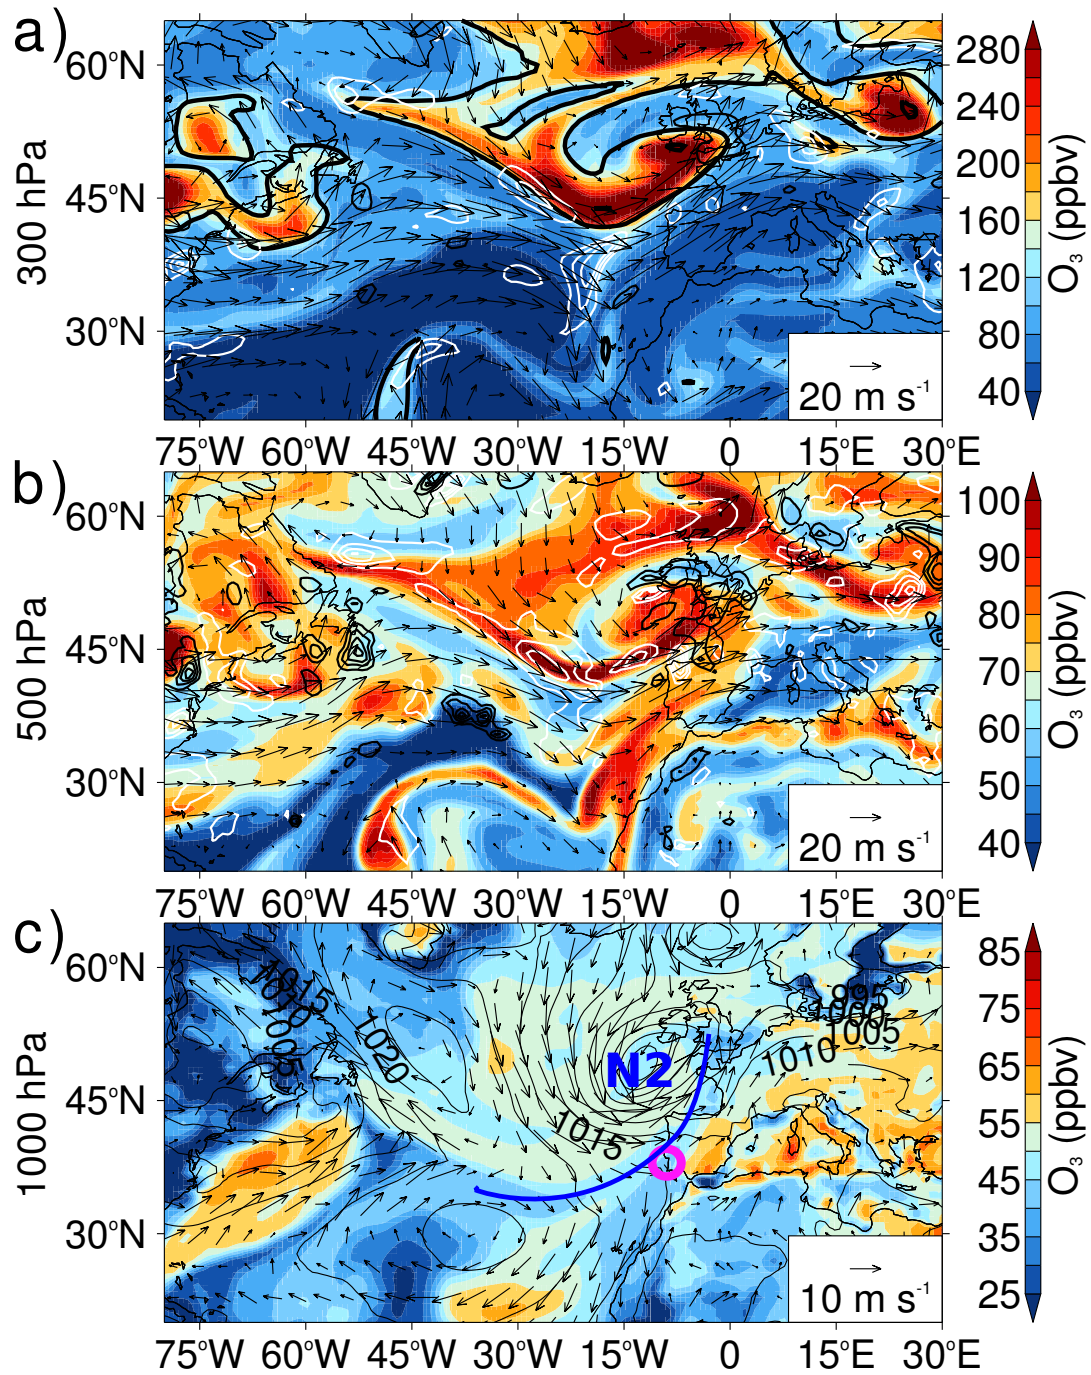 a)
300 hPa
60°N
45°N
30°N
75°W 60°W 45°W 30°W 15°W 0 15°E 30°E
20 m s⁻¹
280
240
200
160
120
80
40
O₃ (ppbv)
b)
500 hPa
60°N
45°N
30°N
75°W 60°W 45°W 30°W 15°W 0 15°E 30°E
20 m s⁻¹
100
90
80
70
60
50
40
O₃ (ppbv)
c)
1000 hPa
60°N
45°N
30°N
75°W 60°W 45°W 30°W 15°W 0 15°E 30°E
1015
1010
1005
1020
N2
1015
995
1000
1005
1010
10 m s⁻¹
85
75
65
55
45
35
25
O₃ (ppbv)